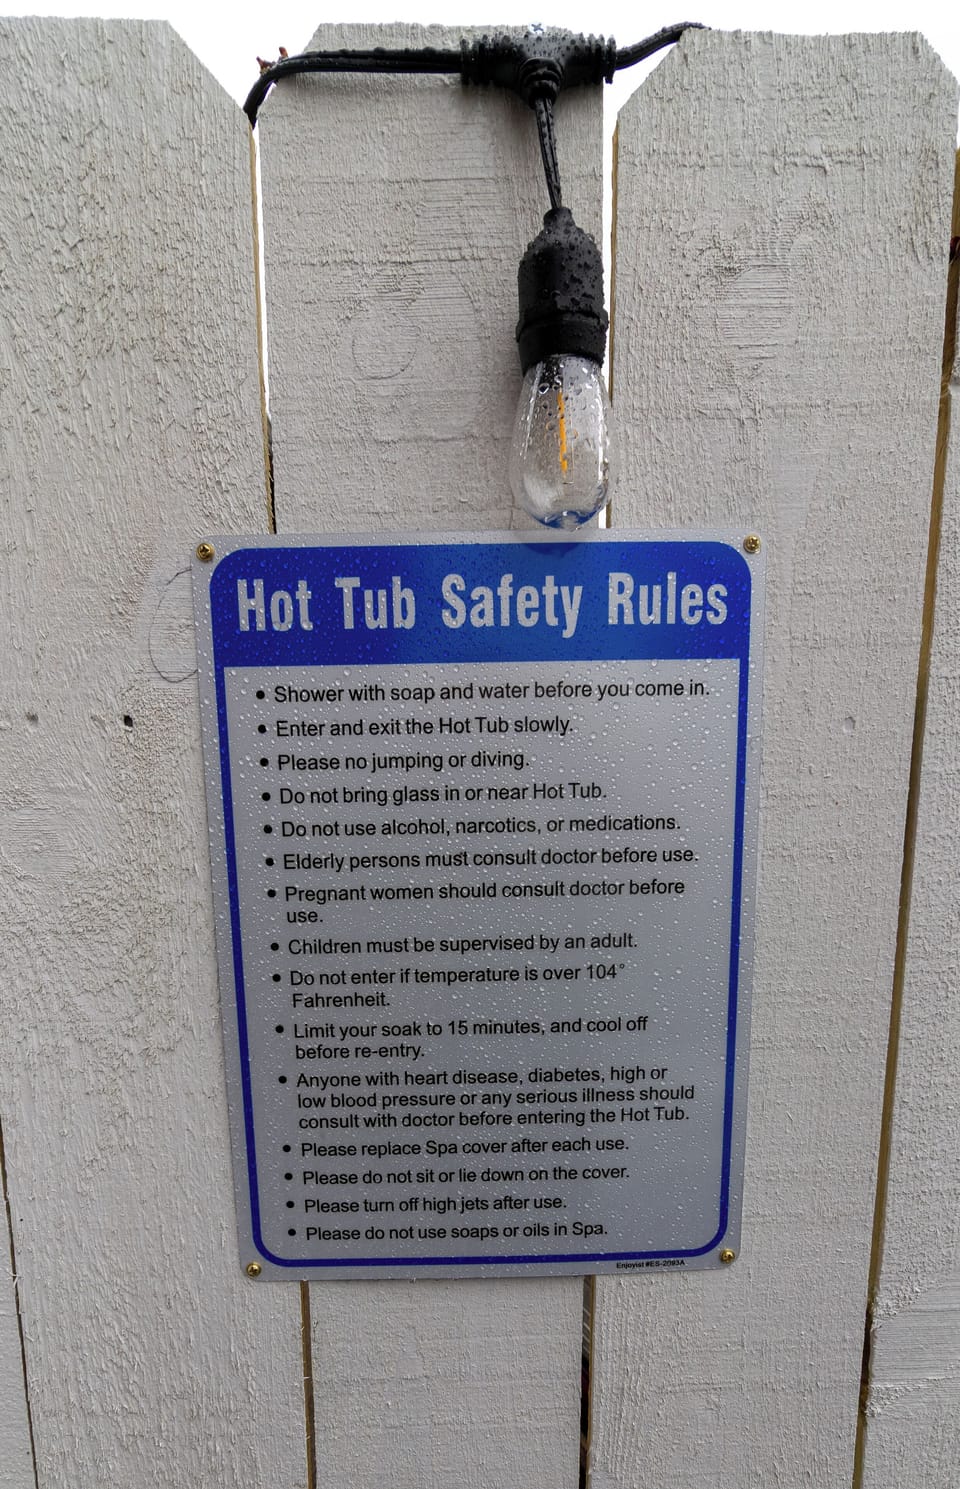 Hot Tub Safety Rules
• Shower with soap and water before you come in.
• Enter and exit the Hot Tub slowly.
• Please no jumping or diving.
• Do not bring glass in or near Hot Tub.
• Do not use alcohol, narcotics, or medications.
• Elderly persons must consult doctor before use.
• Pregnant women should consult doctor before
use.
• Children must be supervised by an adult.
• Do not enter if temperature is over 104°
Fahrenheit.
• Limit your soak to 15 minutes, and cool off
before re-entry.
• Anyone with heart disease, diabetes, high or
low blood pressure or any serious illness should
consult with doctor before entering the Hot Tub.
• Please replace Spa cover after each use.
• Please do not sit or lie down on the cover.
• Please turn off high jets after use.
• Please do not use soaps or oils in Spa.
Enjoyist #ES-2093A